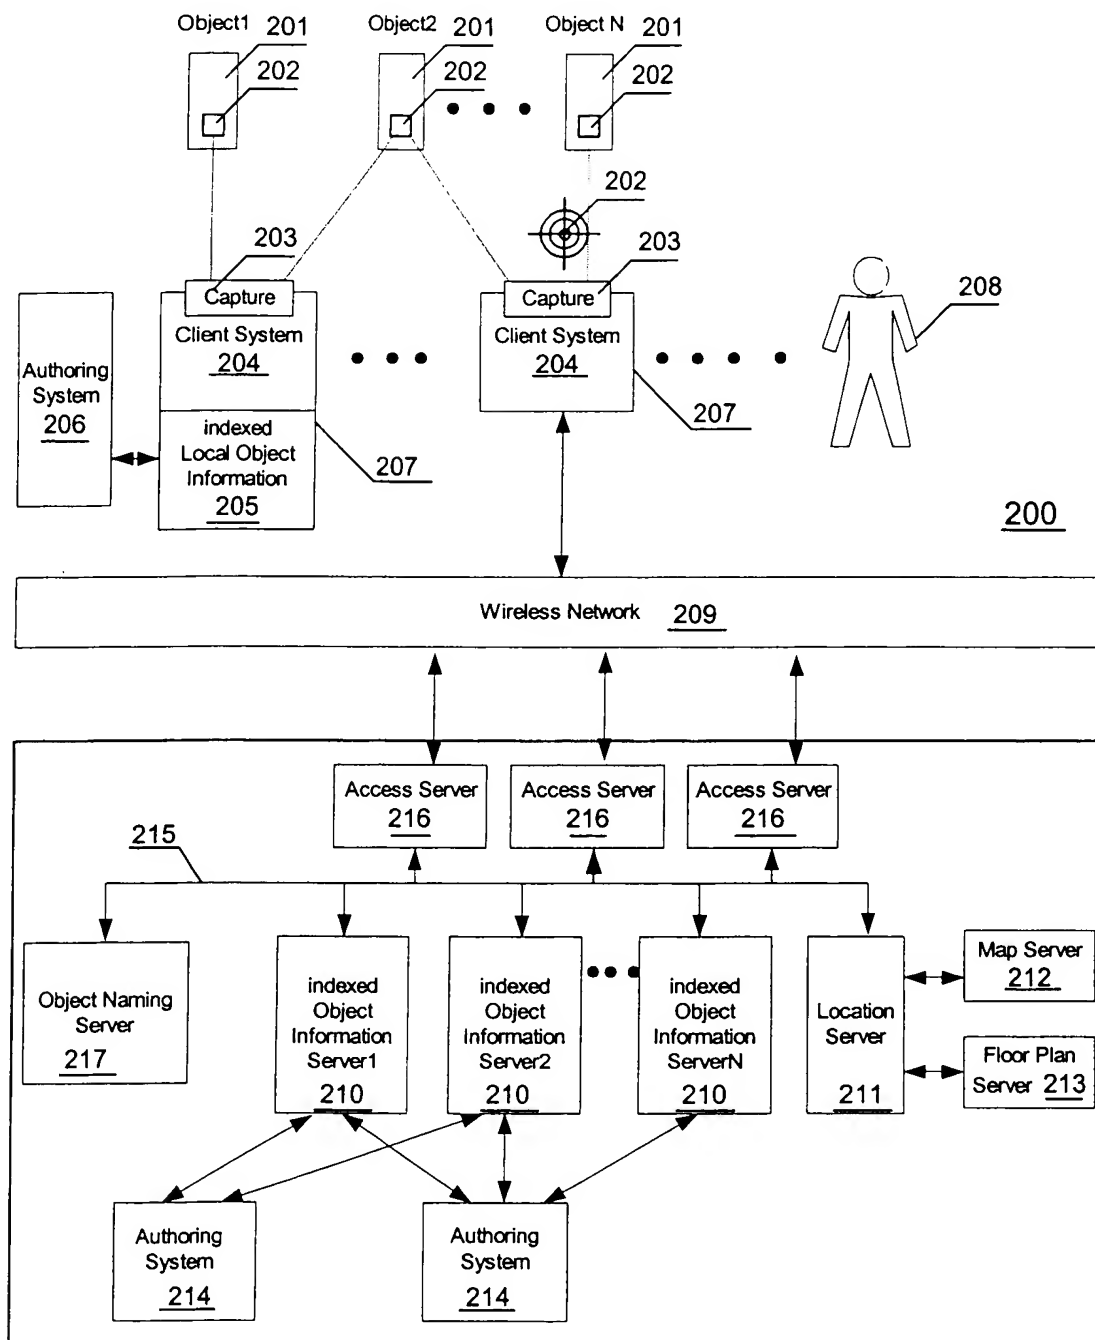 Object1
Object2
Object N
201
201
201
202
202
202
202
203
203
Capture
Capture
Client System
204
Client System
204
208
Authoring
System
206
207
indexed
Local Object
Information
205
207
200
Wireless Network 209
Access Server
216
Access Server
216
Access Server
216
215
Object Naming
Server
217
indexed
Object
Information
Server1
210
indexed
Object
Information
Server2
210
indexed
Object
Information
ServerN
210
Location
Server
211
Map Server
212
Floor Plan
Server 213
Authoring
System
214
Authoring
System
214